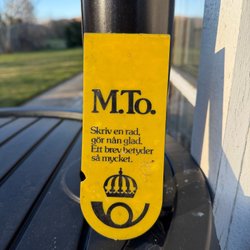 M.To.
Skriv en rad,
gör nån glad.
Ett brev betyder
så mycket.